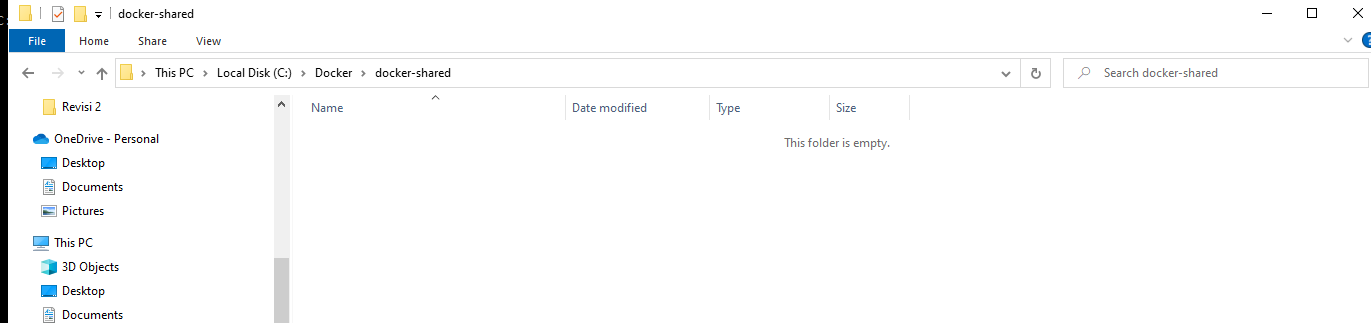 docker-shared
File Home Share View
This PC Local Disk (C:) Docker docker-shared Search docker-shared
Revisi 2
Name Date modified Type Size
OneDrive - Personal
This folder is empty.
Desktop
Documents
Pictures
This PC
3D Objects
Desktop
Documents